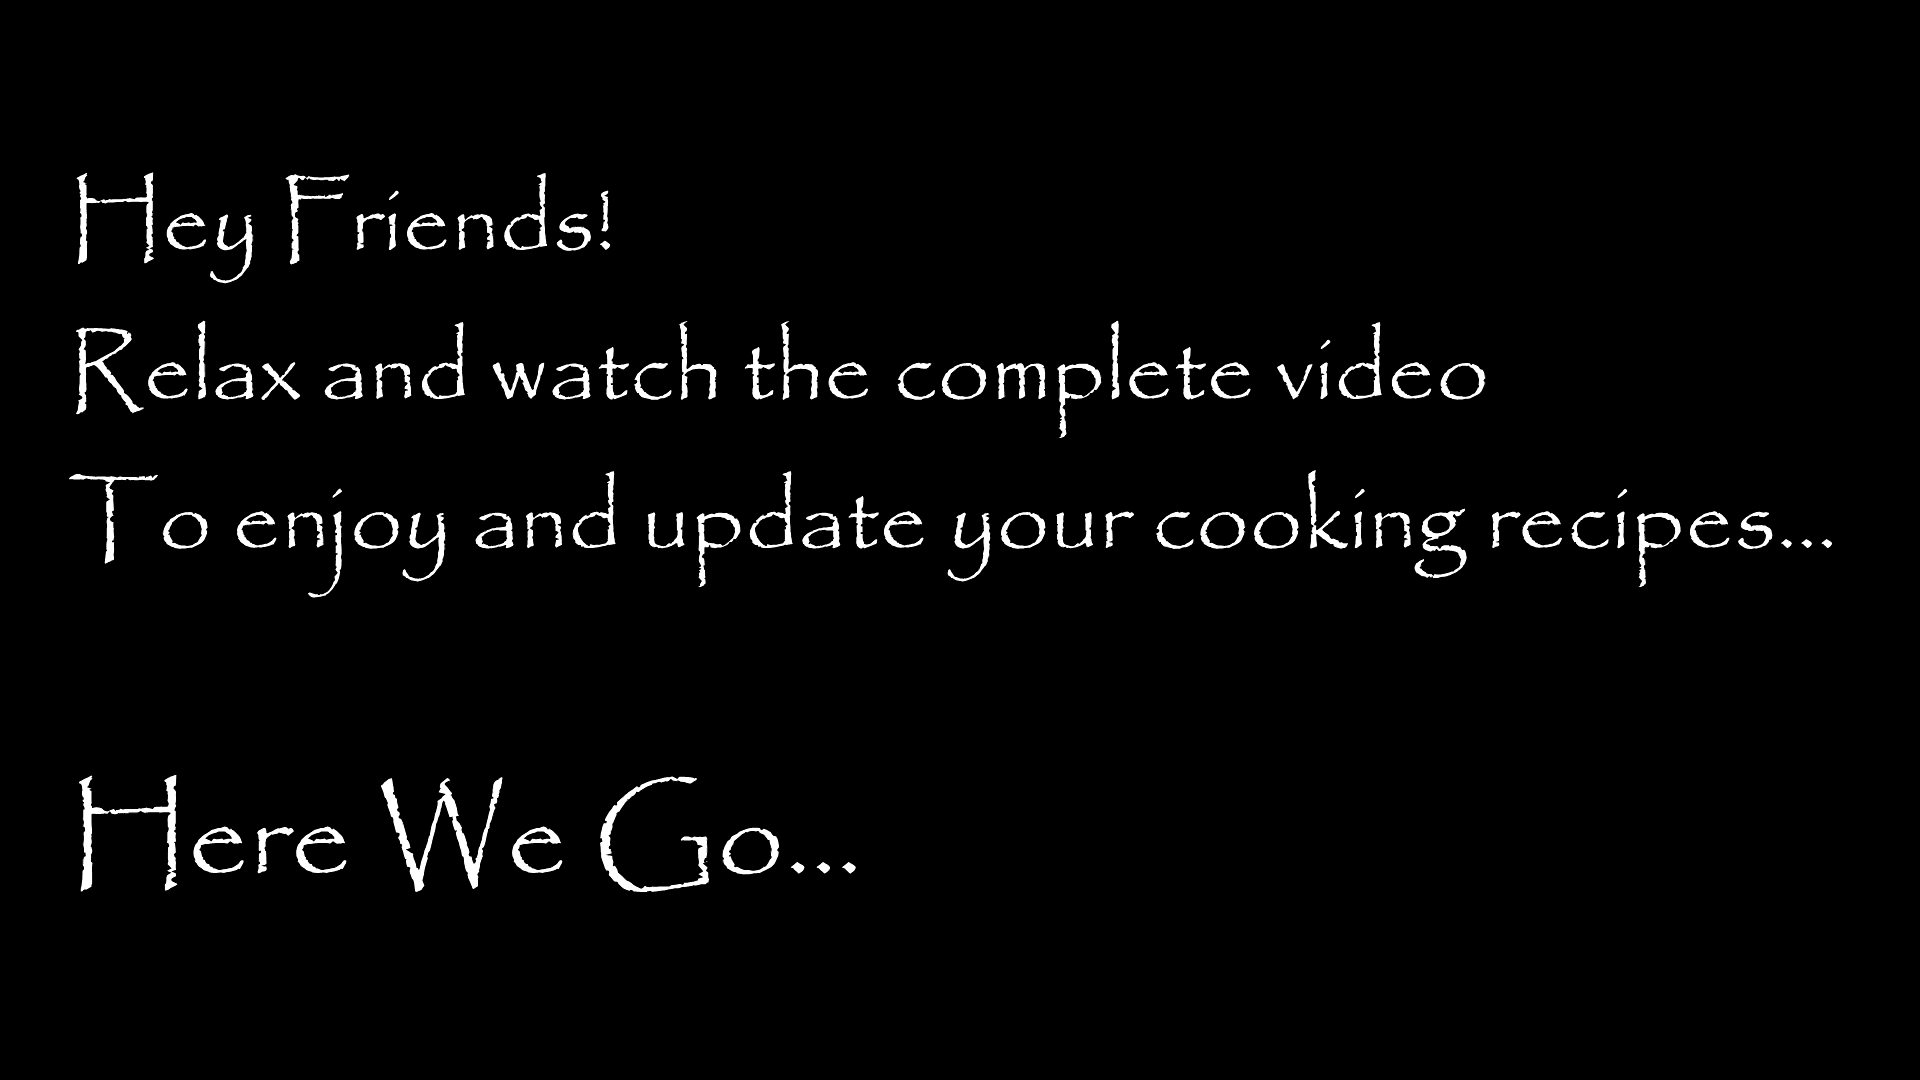 Hey Friends!
Relax and watch the complete video
To enjoy and update your cooking recipes...
Here We Go...